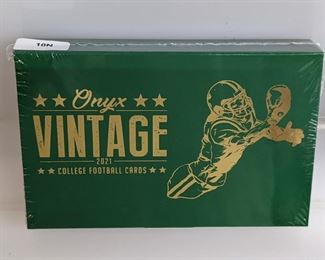 10N
Onyx
VINTAGE
2021
COLLEGE FOOTBALL CARDS